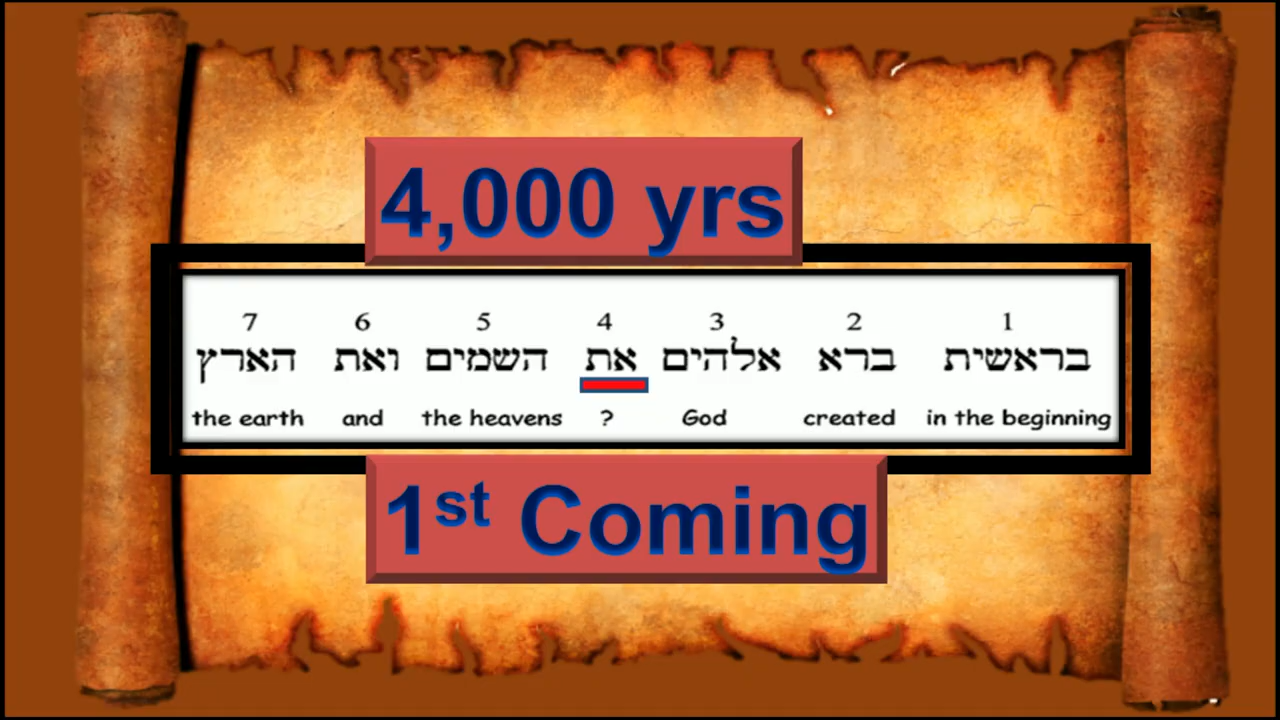 4,000 yrs
7 6 5 4 3 2 1
בראשית ברא אלהים את השמים ואת הארץ
the earth and the heavens ? God created in the beginning
1st Coming